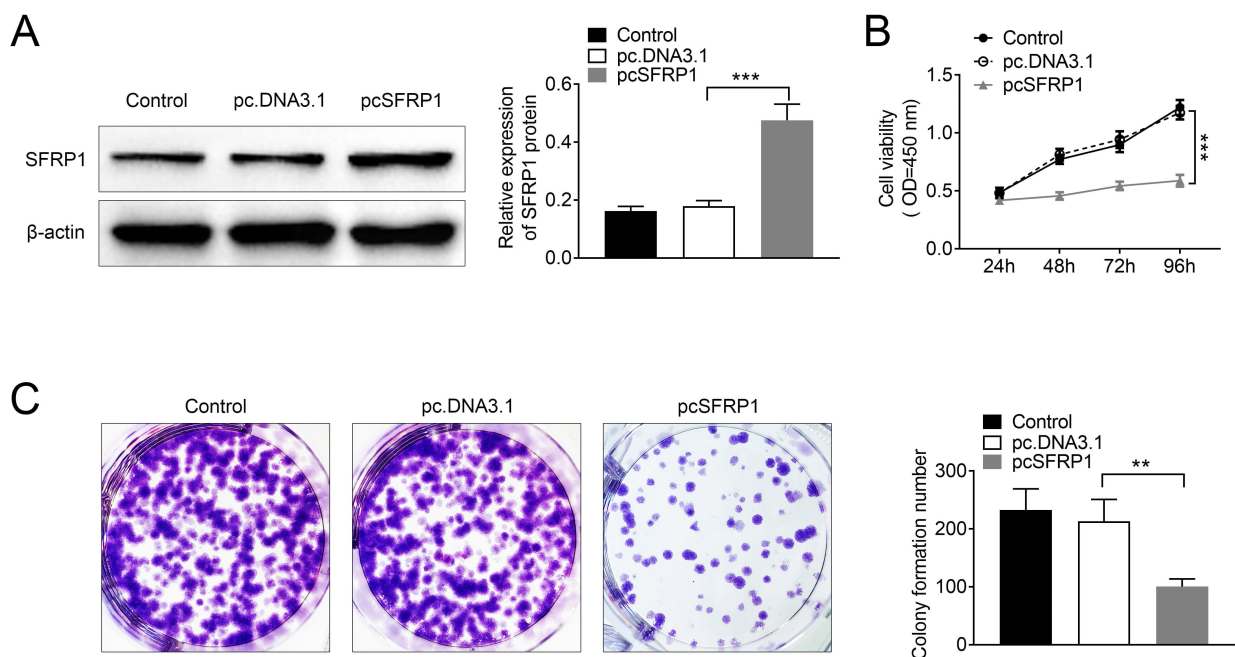 A
Control pc.DNA3.1 pcSFRP1
SFRP1
β-actin
Control
pc.DNA3.1
pcSFRP1
***
0.6
0.4
0.2
0.0
Relative expression
of SFRP1 protein
B
Control
pc.DNA3.1
pcSFRP1
1.5
1.0
0.5
0.0
Cell viability
( OD=450 nm)
***
24h 48h 72h 96h
C
Control pc.DNA3.1 pcSFRP1
Control
pc.DNA3.1
pcSFRP1
**
300
200
100
0
Colony formation number